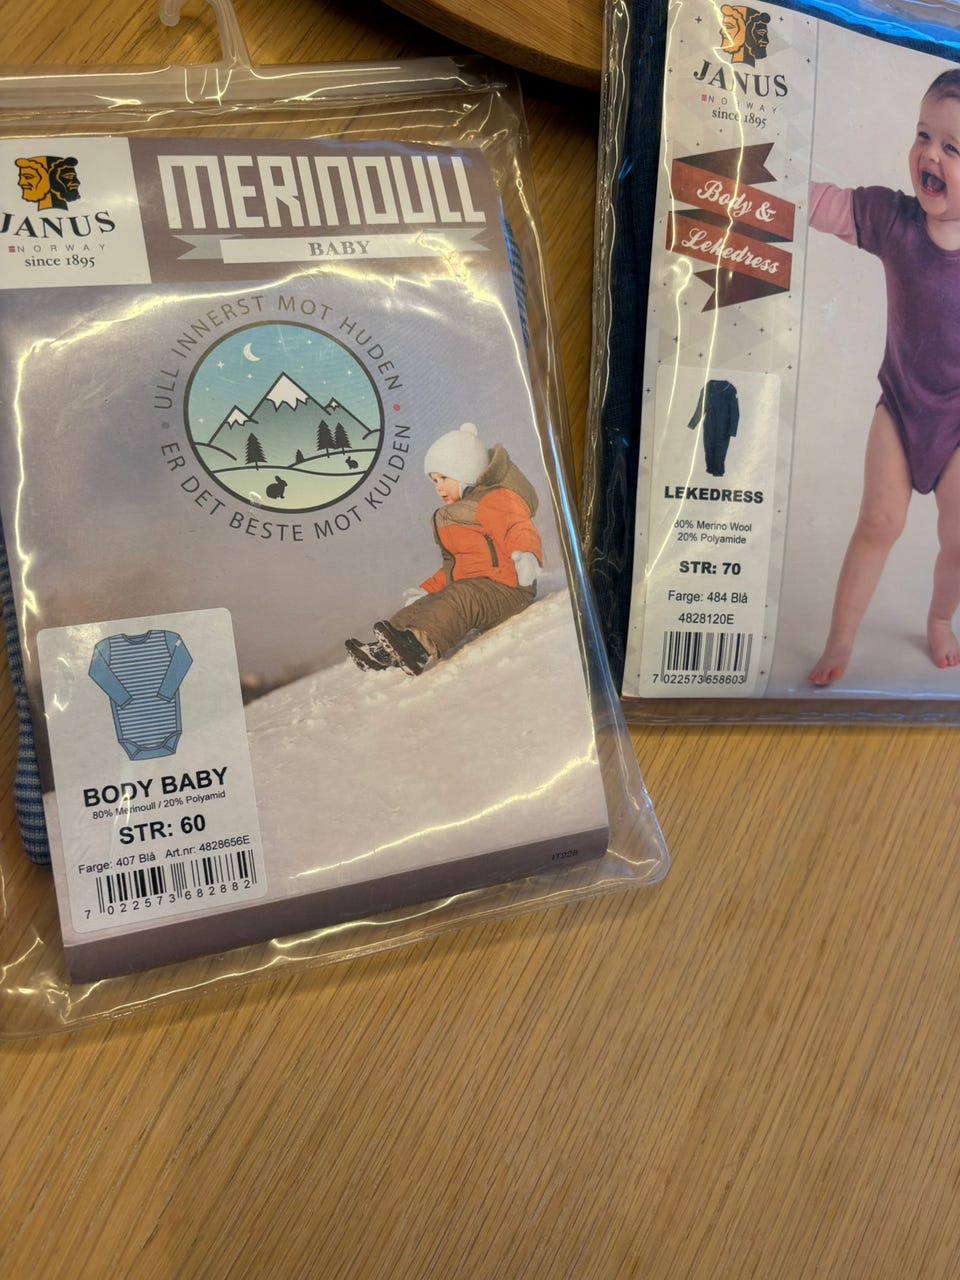 JANUS
NORWAY
since 1895
MERINOULL
BABY
ULL INNERST MOT HUDEN •
ER DET BESTE MOT KULDEN •
BODY BABY
80% Merinoull / 20% Polyamid
STR: 60
Farge: 407 Blå Art.nr: 4828656E
7 022573 682882
IT228
JANUS
NORWAY
since 1895
Body &
Lekedress
LEKEDRESS
80% Merino Wool
20% Polyamide
STR: 70
Farge: 484 Blå
4828120E
7 022573 658603